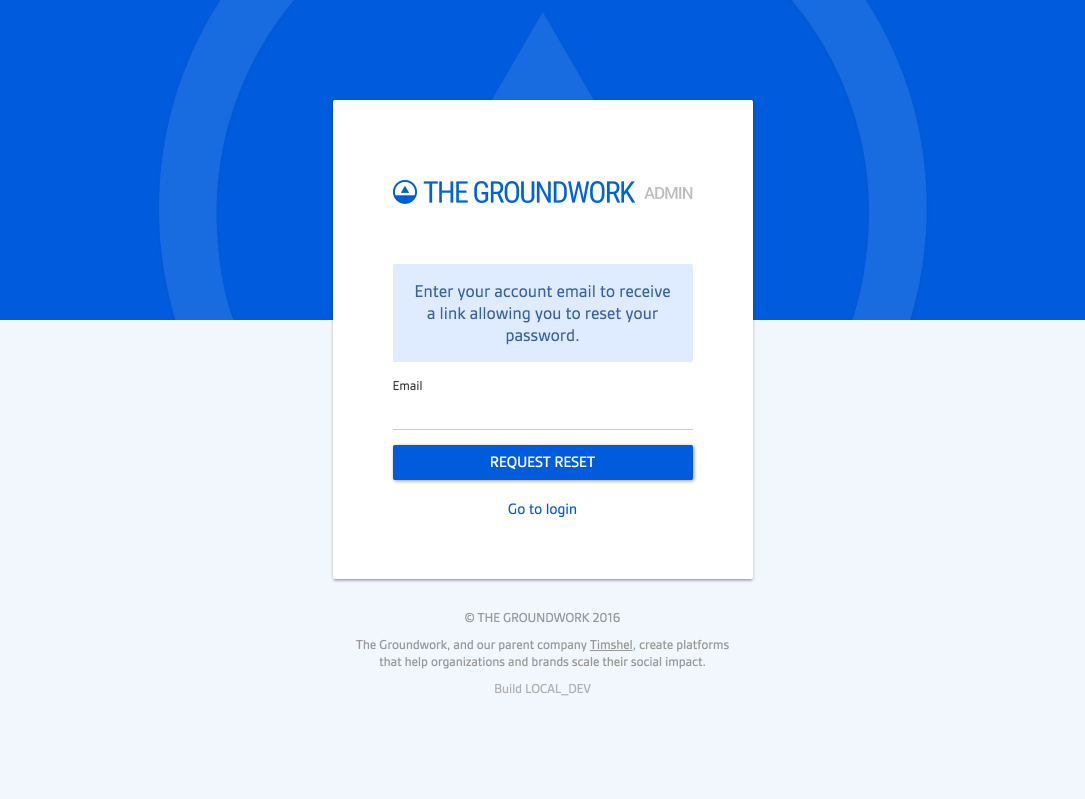 THE GROUNDWORK ADMIN
Enter your account email to receive
a link allowing you to reset your
password.
Email
REQUEST RESET
Go to login
© THE GROUNDWORK 2016
The Groundwork, and our parent company Timshel, create platforms
that help organizations and brands scale their social impact.
Build LOCAL_DEV